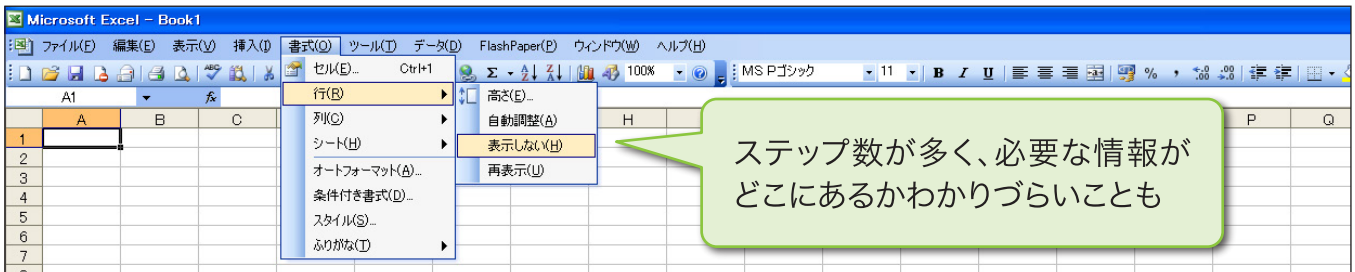 Microsoft Excel - Book1
ファイル(F) 編集(E) 表示(V) 挿入(I) 書式(O) ツール(T) データ(D) FlashPaper(P) ウィンドウ(W) ヘルプ(H)
セル(E)... Ctrl+1
100%
MS Pゴシック 11 B I U % ,
A1 fx
行(R)
高さ(E)...
A B C H P Q
列(C)
自動調整(A)
シート(H)
表示しない(H)
オートフォーマット(A)...
再表示(U)
条件付き書式(D)...
スタイル(S)...
ふりがな(T)
1
2
3
4
5
6
7
ステップ数が多く、必要な情報が
どこにあるかわかりづらいことも